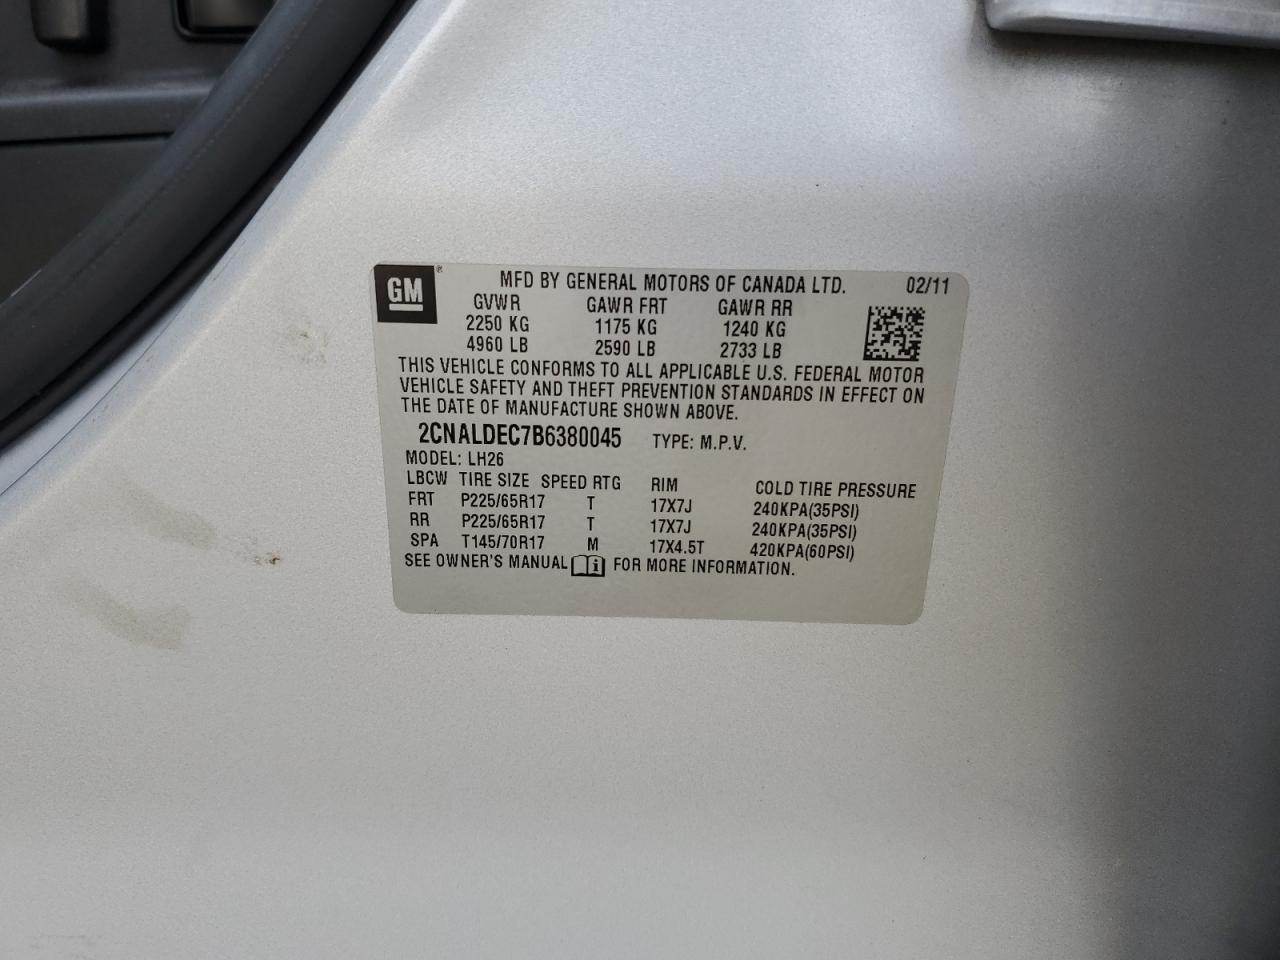 GM ® MFD BY GENERAL MOTORS OF CANADA LTD. 02/11
GVWR GAWR FRT GAWR RR
2250 KG 1175 KG 1240 KG
4960 LB 2590 LB 2733 LB
THIS VEHICLE CONFORMS TO ALL APPLICABLE U.S. FEDERAL MOTOR
VEHICLE SAFETY AND THEFT PREVENTION STANDARDS IN EFFECT ON
THE DATE OF MANUFACTURE SHOWN ABOVE.
2CNALDEC7B6380045 TYPE: M.P.V.
MODEL: LH26
LBCW TIRE SIZE SPEED RTG RIM COLD TIRE PRESSURE
FRT P225/65R17 T 17X7J 240KPA(35PSI)
RR P225/65R17 T 17X7J 240KPA(35PSI)
SPA T145/70R17 M 17X4.5T 420KPA(60PSI)
SEE OWNER'S MANUAL i FOR MORE INFORMATION.